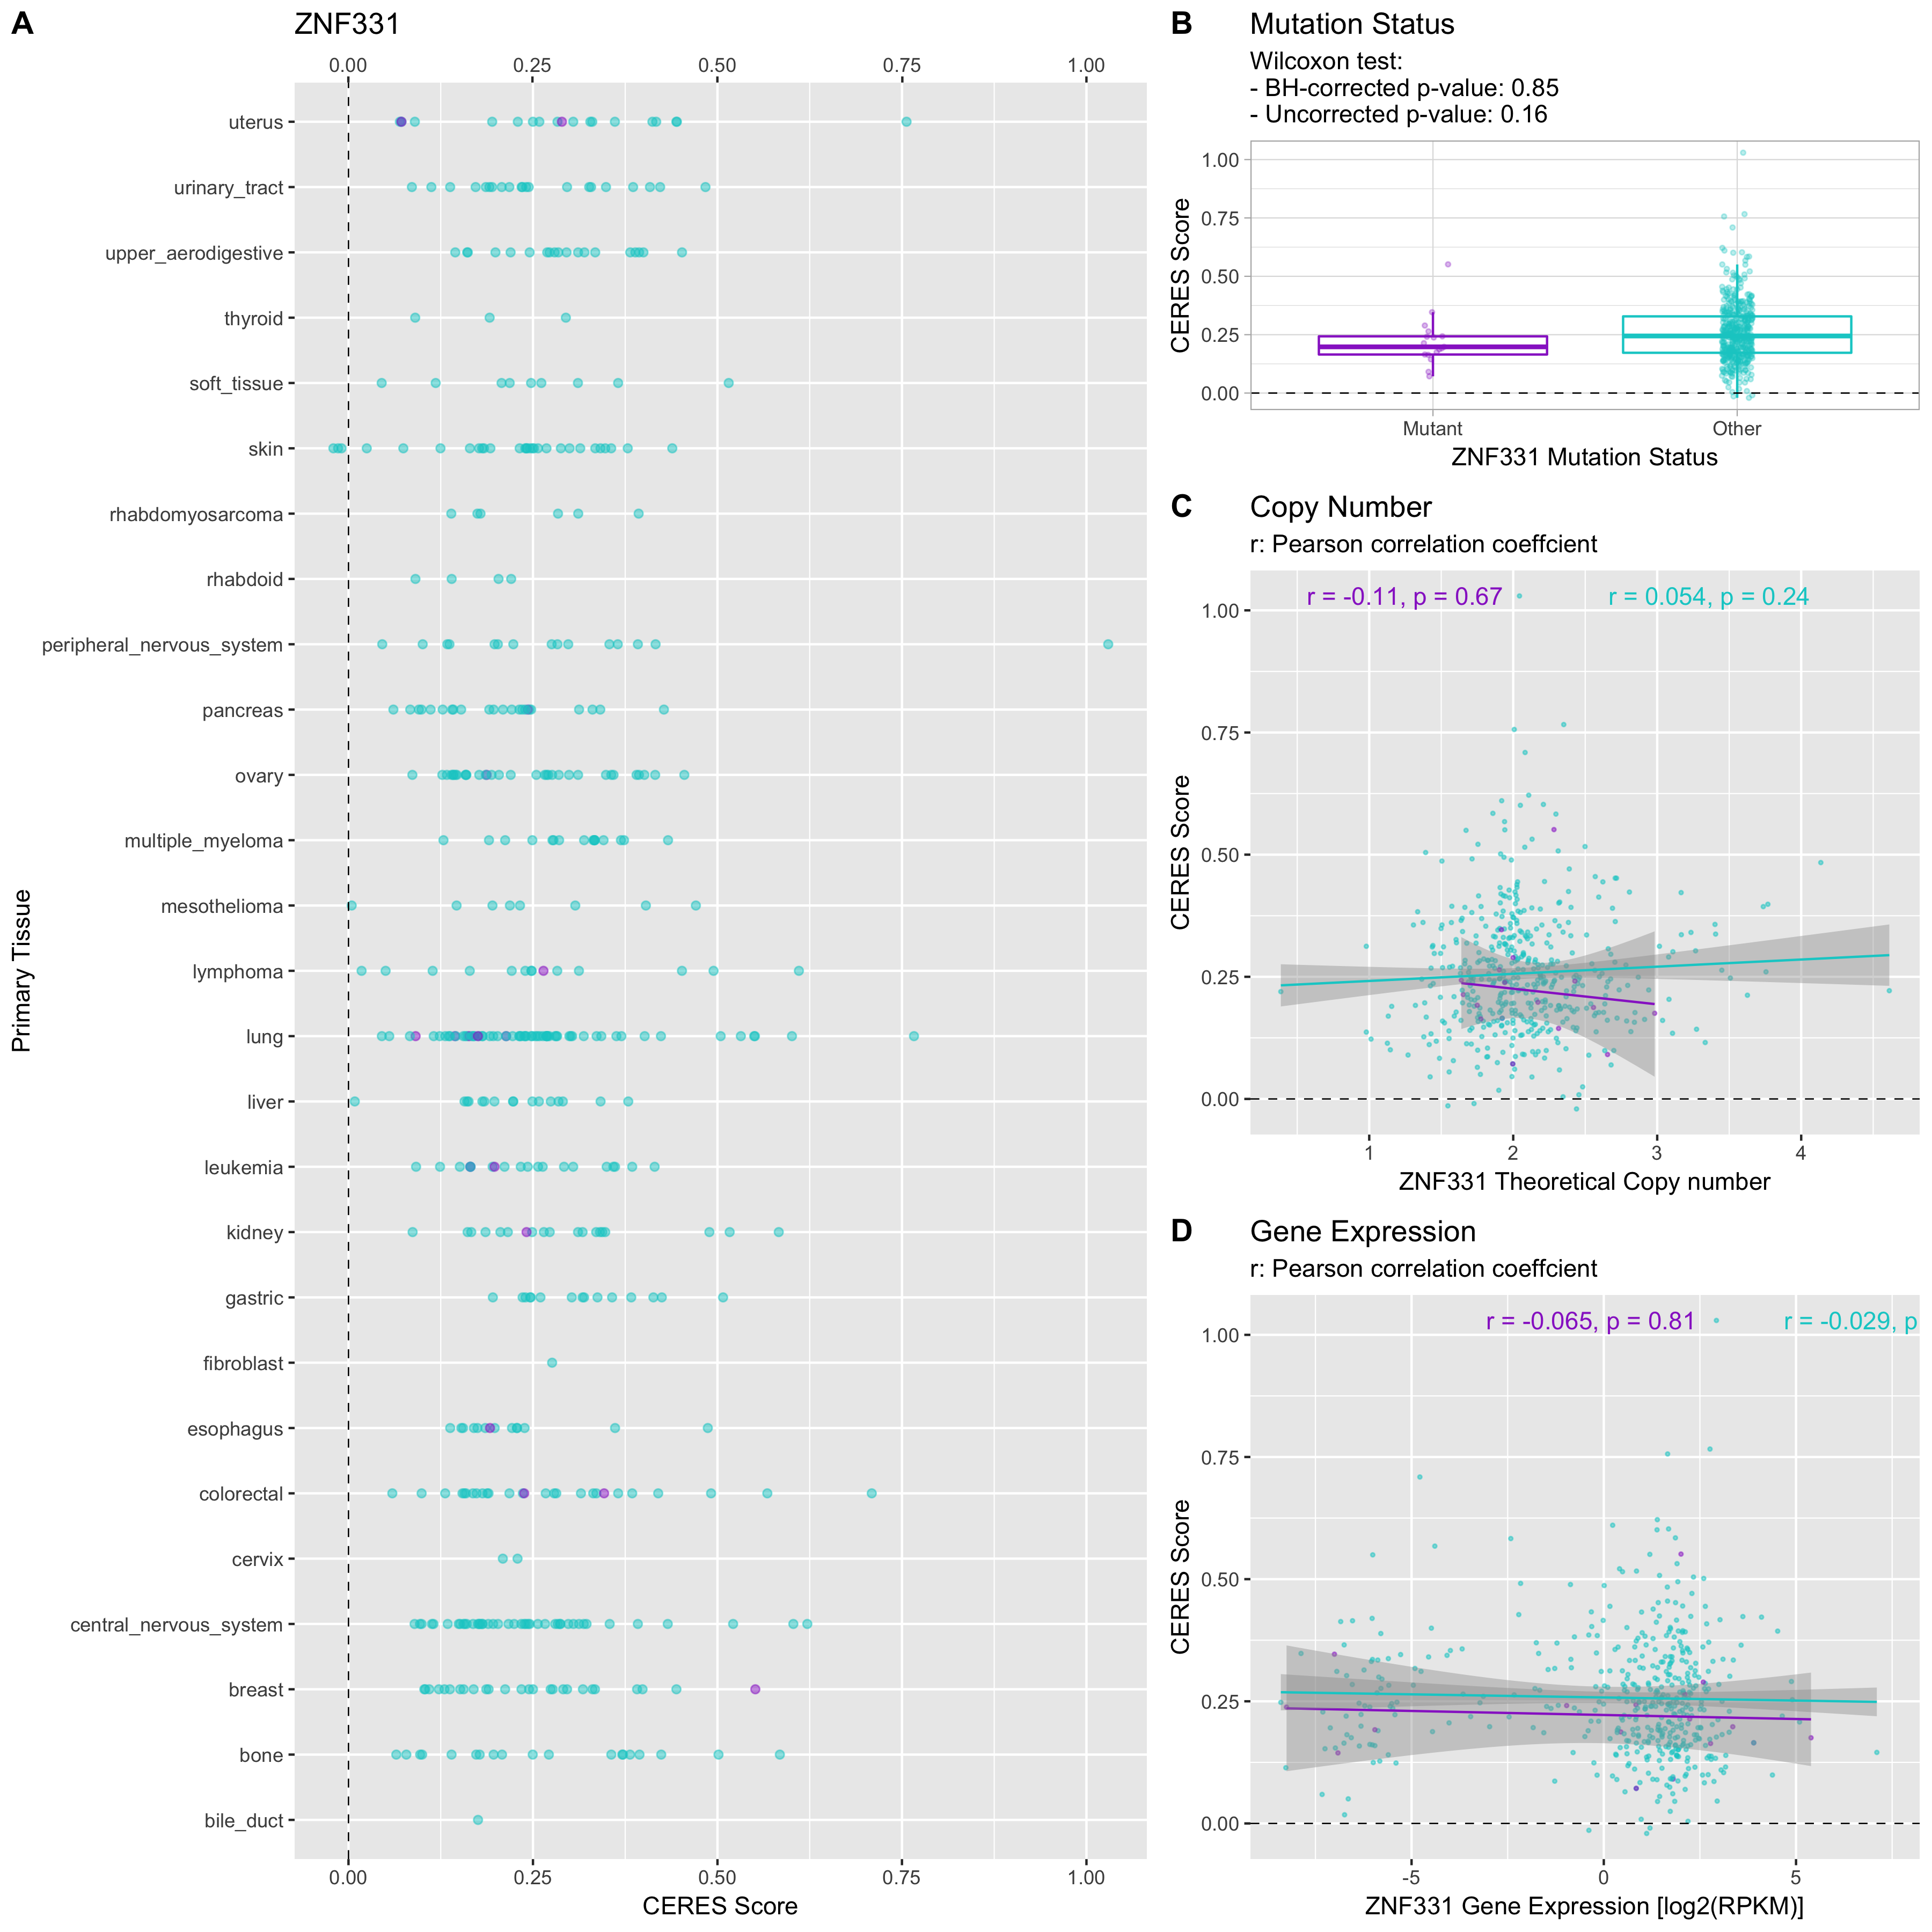 A
ZNF331
0.00 0.25 0.50 0.75 1.00
uterus
urinary_tract
upper_aerodigestive
thyroid
soft_tissue
skin
rhabdomyosarcoma
rhabdoid
peripheral_nervous_system
pancreas
ovary
multiple_myeloma
mesothelioma
lymphoma
lung
liver
leukemia
kidney
gastric
fibroblast
esophagus
colorectal
cervix
central_nervous_system
breast
bone
bile_duct
Primary Tissue
0.00 0.25 0.50 0.75 1.00
CERES Score
B
Mutation Status
Wilcoxon test:
- BH-corrected p-value: 0.85
- Uncorrected p-value: 0.16
1.00
0.75
0.50
0.25
0.00
CERES Score
Mutant Other
ZNF331 Mutation Status
C
Copy Number
r: Pearson correlation coeffcient
r = -0.11, p = 0.67 r = 0.054, p = 0.24
1.00
0.75
0.50
0.25
0.00
CERES Score
1 2 3 4
ZNF331 Theoretical Copy number
D
Gene Expression
r: Pearson correlation coeffcient
r = -0.065, p = 0.81 r = -0.029, p
1.00
0.75
0.50
0.25
0.00
CERES Score
-5 0 5
ZNF331 Gene Expression [log2(RPKM)]